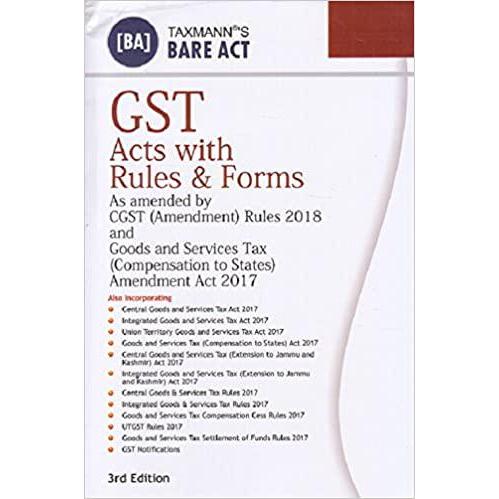 [BA]
TAXMANN®'S
BARE ACT
GST
Acts with
Rules & Forms
As amended by
CGST (Amendment) Rules 2018
and
Goods and Services Tax
(Compensation to States)
Amendment Act 2017
Also Incorporating
Central Goods and Services Tax Act 2017
Integrated Goods and Services Tax Act 2017
Union Territory Goods and Services Tax Act 2017
Goods and Services Tax (Compensation to States) Act 2017
Central Goods and Services Tax (Extension to Jammu and
Kashmir) Act 2017
Integrated Goods and Services Tax (Extension to Jammu
and Kashmir) Act 2017
Central Goods & Services Tax Rules 2017
Integrated Goods & Services Tax Rules 2017
Goods and Services Tax Compensation Cess Rules 2017
UTGST Rules 2017
Goods and Services Tax Settlement of Funds Rules 2017
GST Notifications
3rd Edition